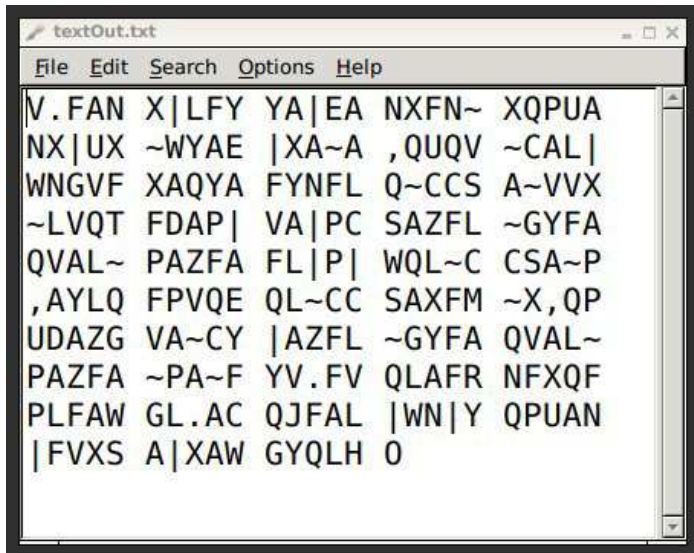 textOut.txt
File Edit Search Options Help
V.FAN X|LFY YA|EA NXFN~ XQPUA
NX|UX ~WYAE |XA~A ,QUQV ~CAL|
WNGVF XAQYA FYNFL Q~CCS A~VVX
~LVQT FDAP| VA|PC SAZFL ~GYFA
QVAL~ PAZFA FL|P| WQL~C CSA~P
,AYLQ FPVQE QL~CC SAXFM ~X,QP
UDAZG VA~CY |AZFL ~GYFA QVAL~
PAZFA ~PA~F YV.FV QLAFR NFXQF
PLFAW GL.AC QJFAL |WN|Y QPUAN
|FVXS A|XAW GYQLH O